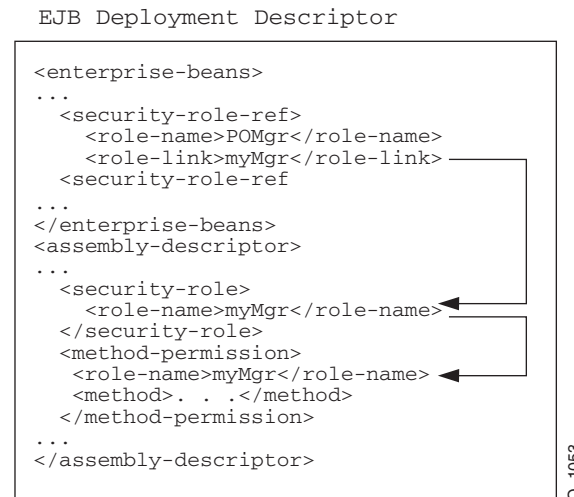 EJB Deployment Descriptor
<enterprise-beans>
...
<security-role-ref>
<role-name>POMgr</role-name>
<role-link>myMgr</role-link>
<security-role-ref
...
</enterprise-beans>
<assembly-descriptor>
...
<security-role>
<role-name>myMgr</role-name>
</security-role>
<method-permission>
<role-name>myMgr</role-name>
<method>. . .</method>
</method-permission>
...
</assembly-descriptor>
1053